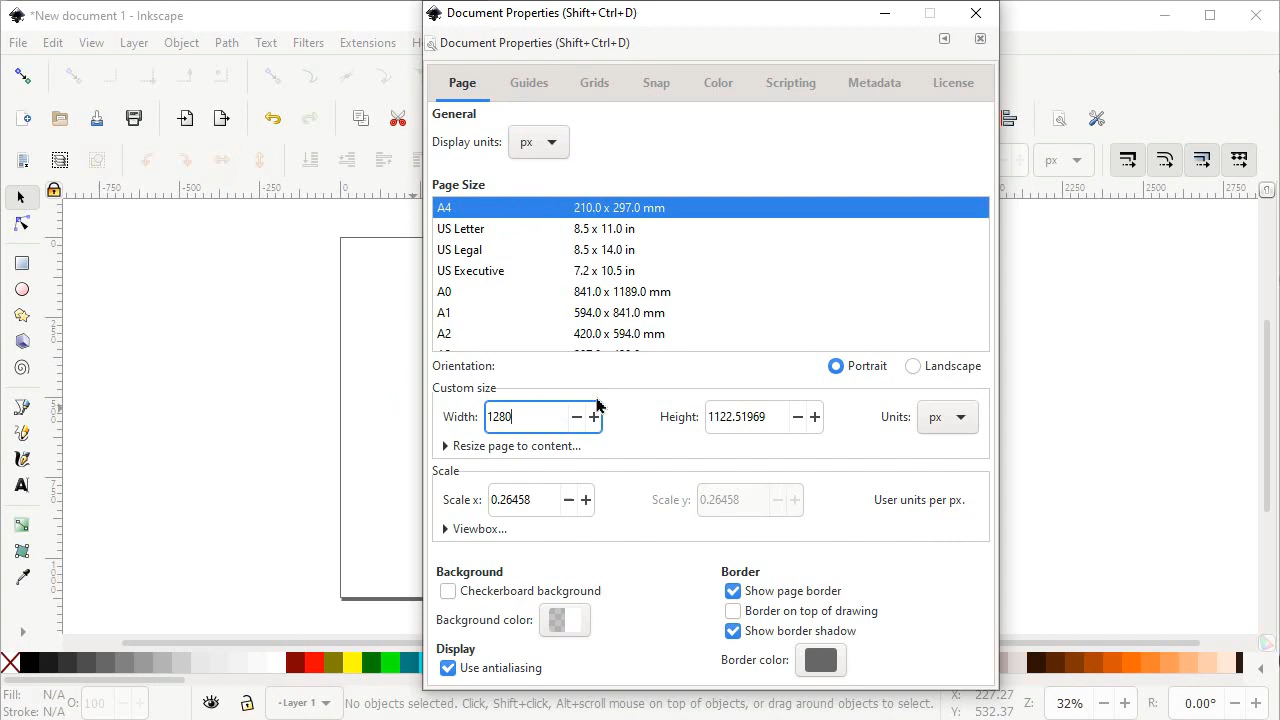 *New document 1 - Inkscape
Document Properties (Shift+Ctrl+D)
File Edit View Layer Object Path Text Filters Extensions
Document Properties (Shift+Ctrl+D)
Page Guides Grids Snap Color Scripting Metadata License
General
Display units: px
px
Page Size
-750 -500 -250 0 2250 2500 2750
A4 210.0 x 297.0 mm
US Letter 8.5 x 11.0 in
US Legal 8.5 x 14.0 in
US Executive 7.2 x 10.5 in
A0 841.0 x 1189.0 mm
A1 594.0 x 841.0 mm
A2 420.0 x 594.0 mm
Orientation: Portrait Landscape
Custom size
Width: 1280 Height: 1122.51969 Units: px
Resize page to content...
Scale
Scale x: 0.26458 Scale y: 0.26458 User units per px.
Viewbox...
Background Border
Checkerboard background Show page border
Border on top of drawing
Background color: Show border shadow
Display
Use antialiasing Border color:
Fill: N/A
Stroke: N/A
O: 100
-Layer 1
No objects selected. Click, Shift+click, Alt+scroll mouse on top of objects, or drag around objects to select.
X: 227.27
Y: 532.37
Z: 32% R: 0.00°